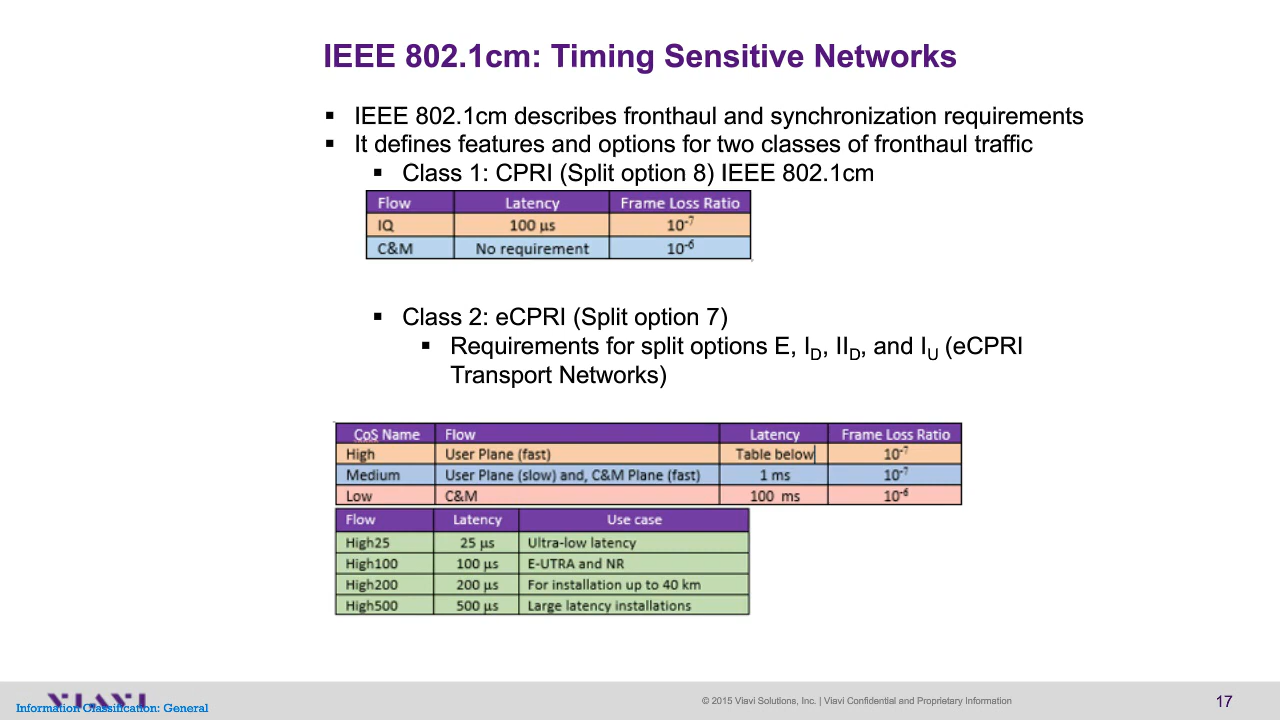 IEEE 802.1cm: Timing Sensitive Networks
▪ IEEE 802.1cm describes fronthaul and synchronization requirements
▪ It defines features and options for two classes of fronthaul traffic
▪ Class 1: CPRI (Split option 8) IEEE 802.1cm
Flow Latency Frame Loss Ratio
IQ 100 µs 10⁻⁷
C&M No requirement 10⁻⁶
▪ Class 2: eCPRI (Split option 7)
▪ Requirements for split options E, I_D, II_D, and I_U (eCPRI
Transport Networks)
CoS Name Flow Latency Frame Loss Ratio
High User Plane (fast) Table below 10⁻⁷
Medium User Plane (slow) and, C&M Plane (fast) 1 ms 10⁻⁷
Low C&M 100 ms 10⁻⁶
Flow Latency Use case
High25 25 µs Ultra-low latency
High100 100 µs E-UTRA and NR
High200 200 µs For installation up to 40 km
High500 500 µs Large latency installations
VIAVI
Information Classification: General
© 2015 Viavi Solutions, Inc. | Viavi Confidential and Proprietary Information
17